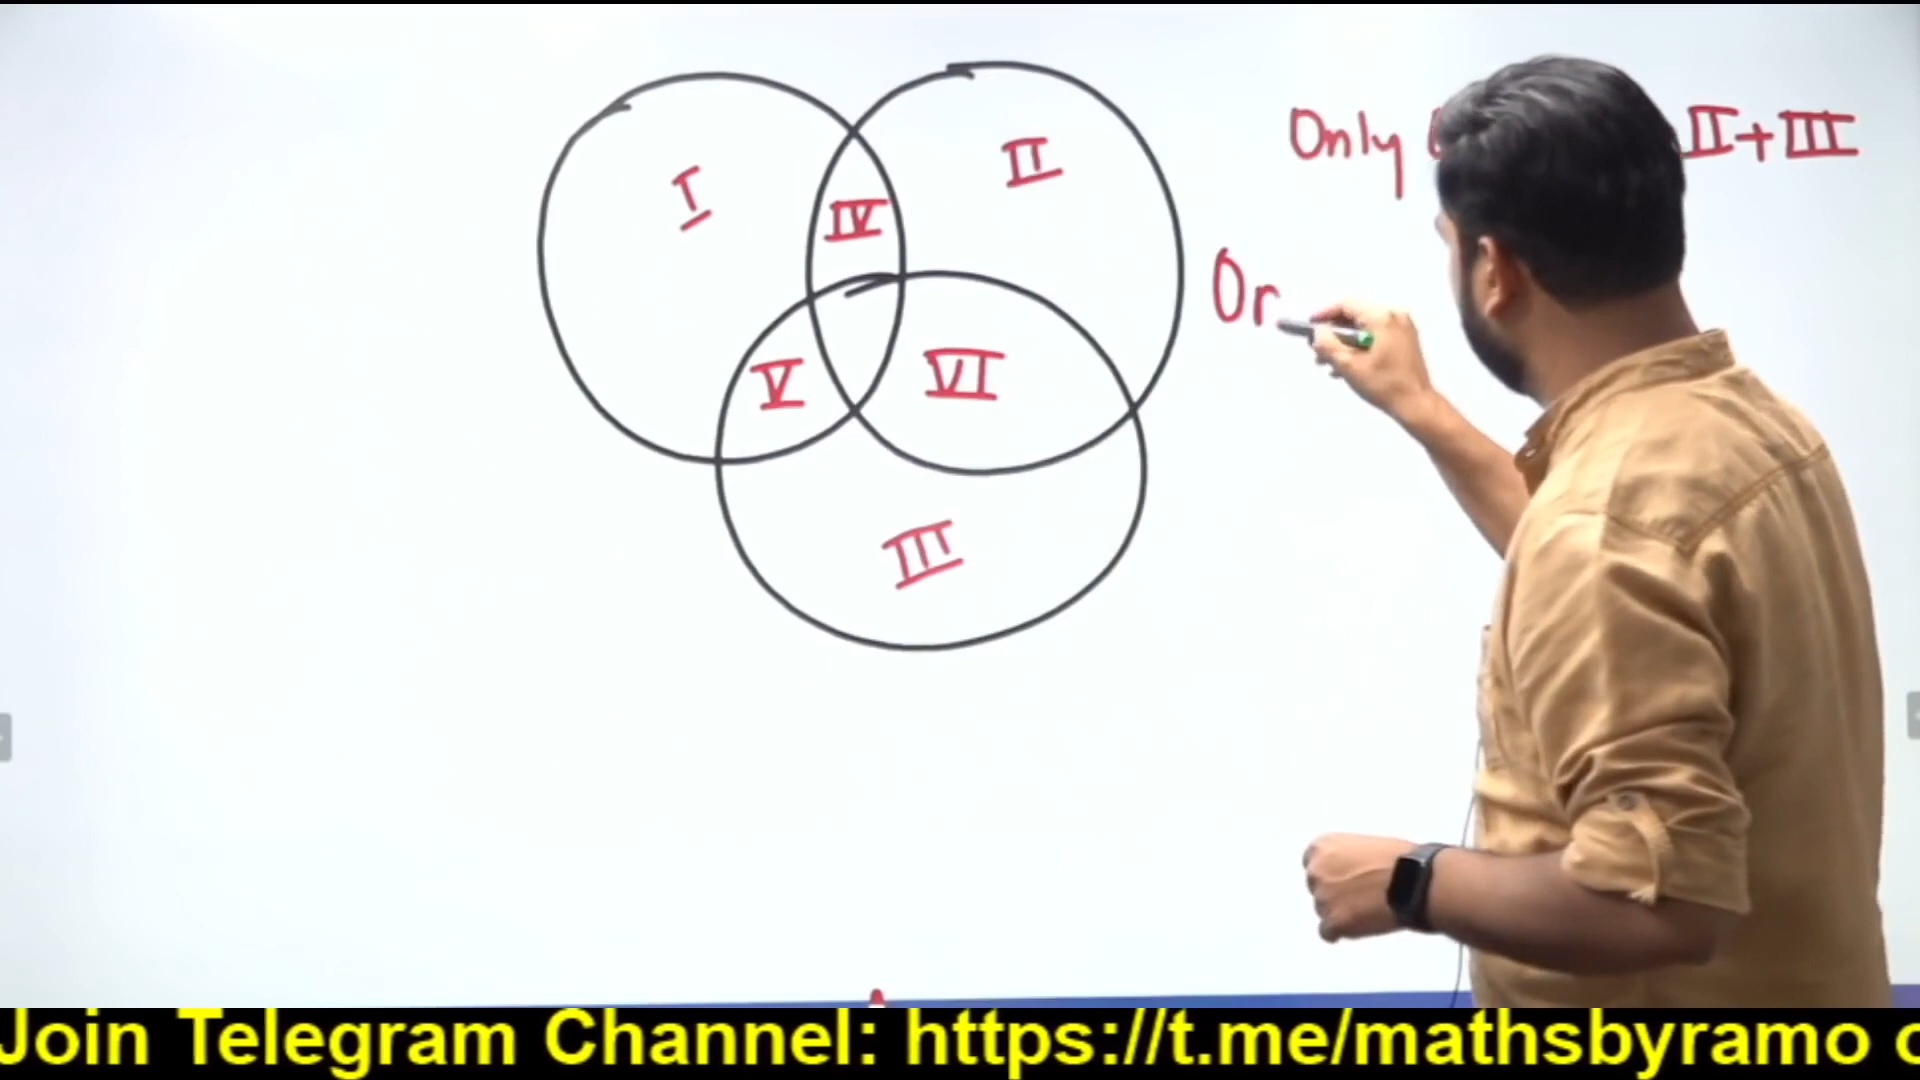 I
II
IV
V
VI
III
Only II+III
Or
Join Telegram Channel: https://t.me/mathsbyramo